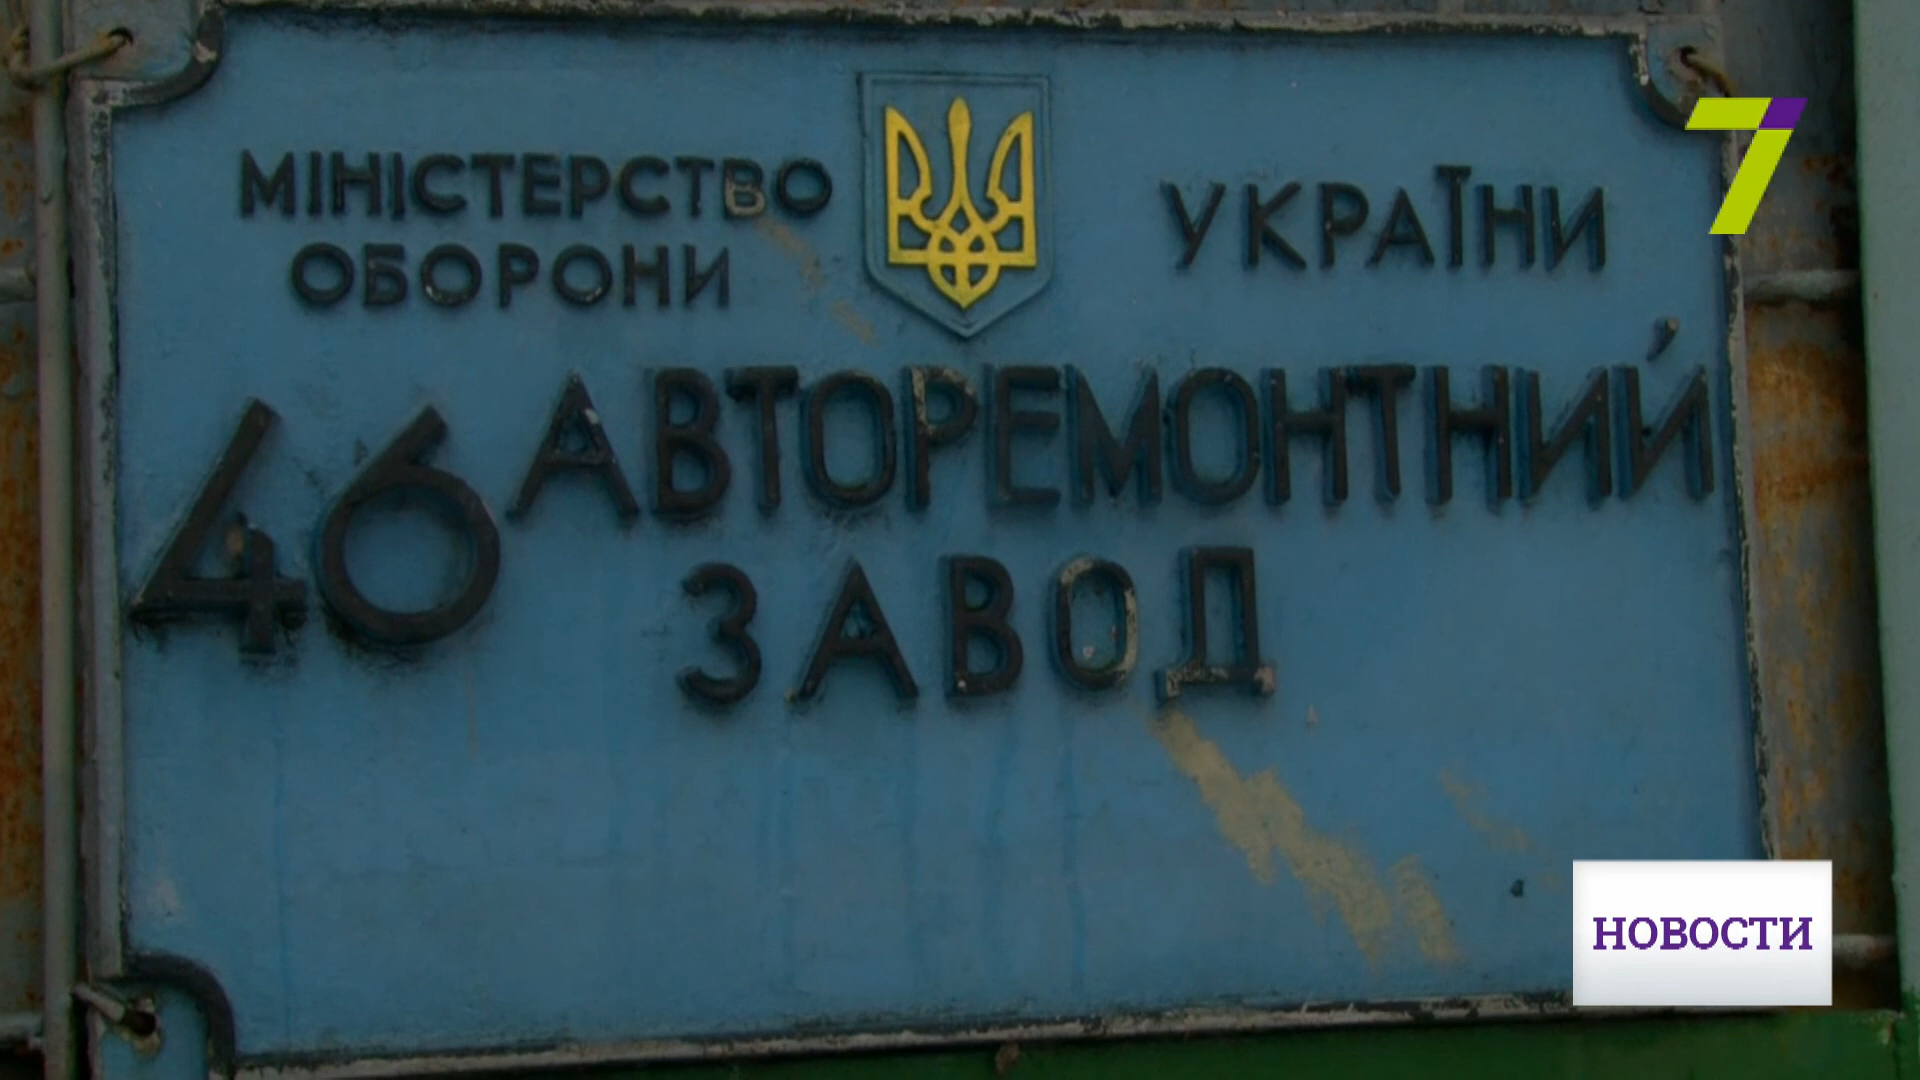 МІНІСТЕРСТВО УКРАЇНИ
ОБОРОНИ
46 АВТОРЕМОНТНИЙ
ЗАВОД
7
НОВОСТИ